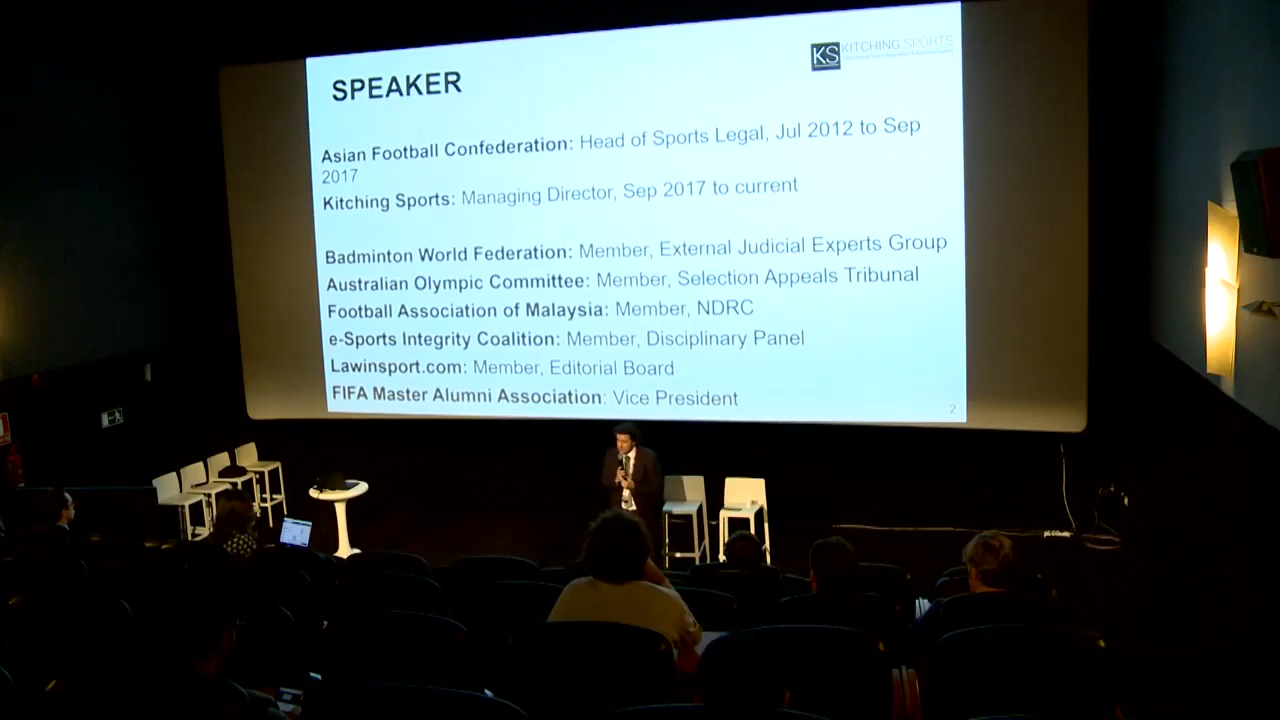 KS KITCHING SPORTS
SPEAKER
Asian Football Confederation: Head of Sports Legal, Jul 2012 to Sep
2017
Kitching Sports: Managing Director, Sep 2017 to current
Badminton World Federation: Member, External Judicial Experts Group
Australian Olympic Committee: Member, Selection Appeals Tribunal
Football Association of Malaysia: Member, NDRC
e-Sports Integrity Coalition: Member, Disciplinary Panel
Lawinsport.com: Member, Editorial Board
FIFA Master Alumni Association: Vice President
2